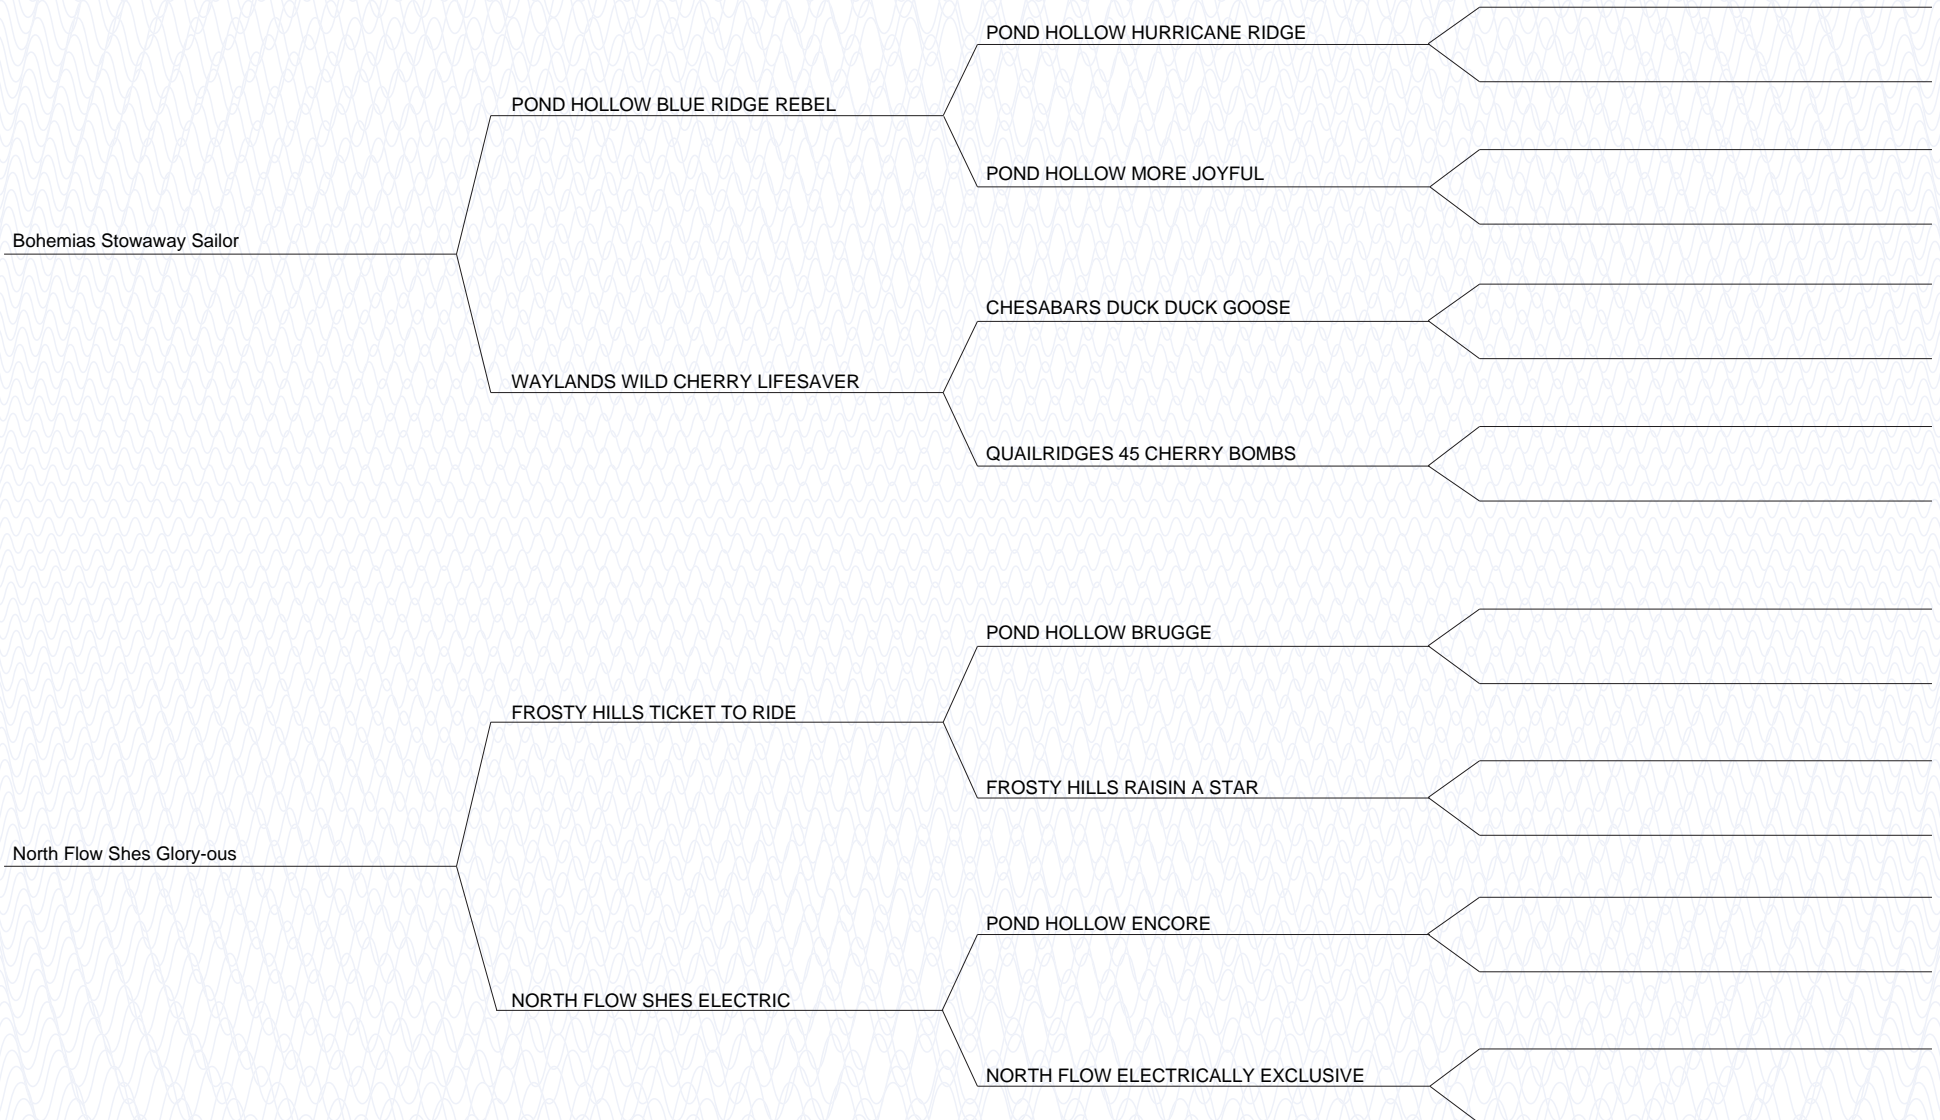 POND HOLLOW HURRICANE RIDGE
POND HOLLOW BLUE RIDGE REBEL
POND HOLLOW MORE JOYFUL
Bohemias Stowaway Sailor
CHESABARS DUCK DUCK GOOSE
WAYLANDS WILD CHERRY LIFESAVER
QUAILRIDGES 45 CHERRY BOMBS
POND HOLLOW BRUGGE
FROSTY HILLS TICKET TO RIDE
FROSTY HILLS RAISIN A STAR
North Flow Shes Glory-ous
POND HOLLOW ENCORE
NORTH FLOW SHES ELECTRIC
NORTH FLOW ELECTRICALLY EXCLUSIVE